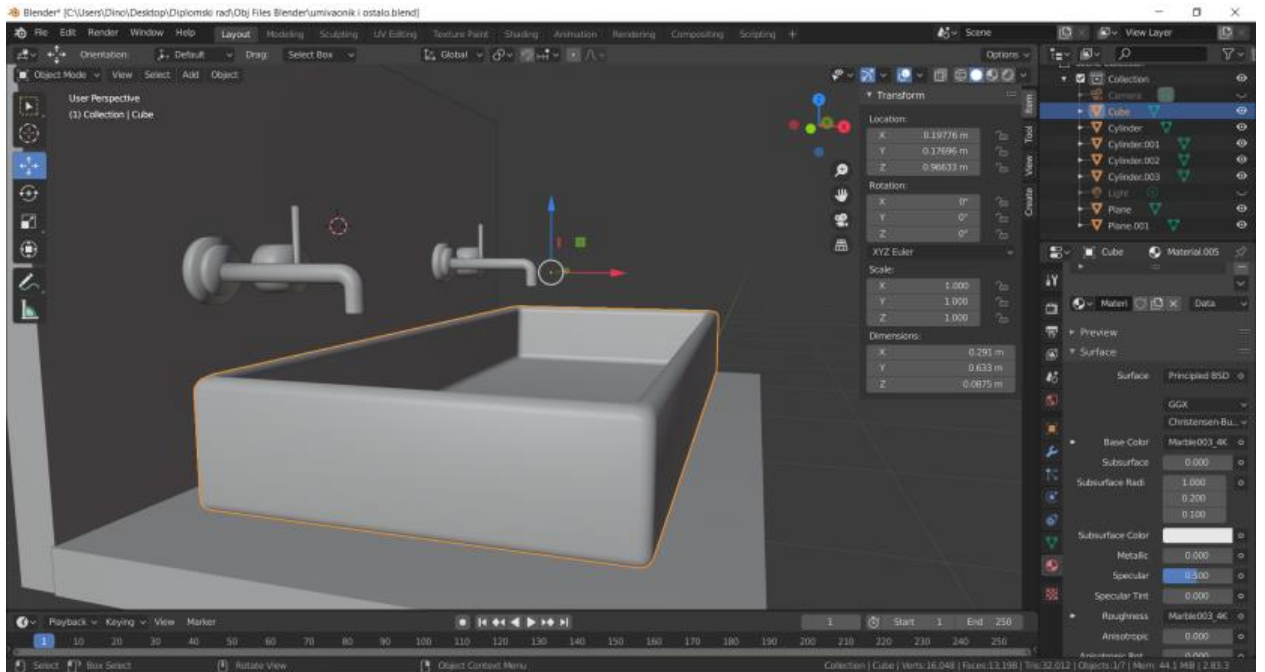 Blender* [C:\Users\Dino\Desktop\Diplomski rad\Obj Files Blender\umivaonik i ostalo.blend]
File Edit Render Window Help Layout Modeling Sculpting UV Editing Texture Paint Shading Animation Rendering Compositing Scripting + Scene View Layer
Orientation: Default Drag: Select Box Global Options
Object Mode View Select Add Object
User Perspective
(1) Collection | Cube
Transform
Location:
X 0.19776 m
Y 0.17696 m
Z 0.96633 m
Rotation:
X 0°
Y 0°
Z 0°
XYZ Euler
Scale:
X 1.000
Y 1.000
Z 1.000
Dimensions:
X 0.291 m
Y 0.633 m
Z 0.0875 m
Item
Tool
View
Create
Collection
Camera
Cube
Cylinder
Cylinder.001
Cylinder.002
Cylinder.003
Light
Plane
Plane.001
Cube Material.005
Materi Data
Preview
Surface
Surface Principled BSD
GGX
Christensen-Bu...
Base Color Marble003_4K
Subsurface 0.000
Subsurface Radi 1.000
0.200
0.100
Subsurface Color
Metallic 0.000
Specular 0.500
Specular Tint 0.000
Roughness Marble003_4K
Anisotropic 0.000
Anisotropic Rot
Playback Keying View Marker 1 Start 1 End 250
1 10 20 30 40 50 60 70 80 90 100 110 120 130 140 150 160 170 180 190 200 210 220 230 240 250
Select Box Select Rotate View Object Context Menu Collection | Cube | Verts:16,048 | Faces:13,198 | Tris:32,012 | Objects:1/7 | Mem: 44.1 MB | 2.83.3